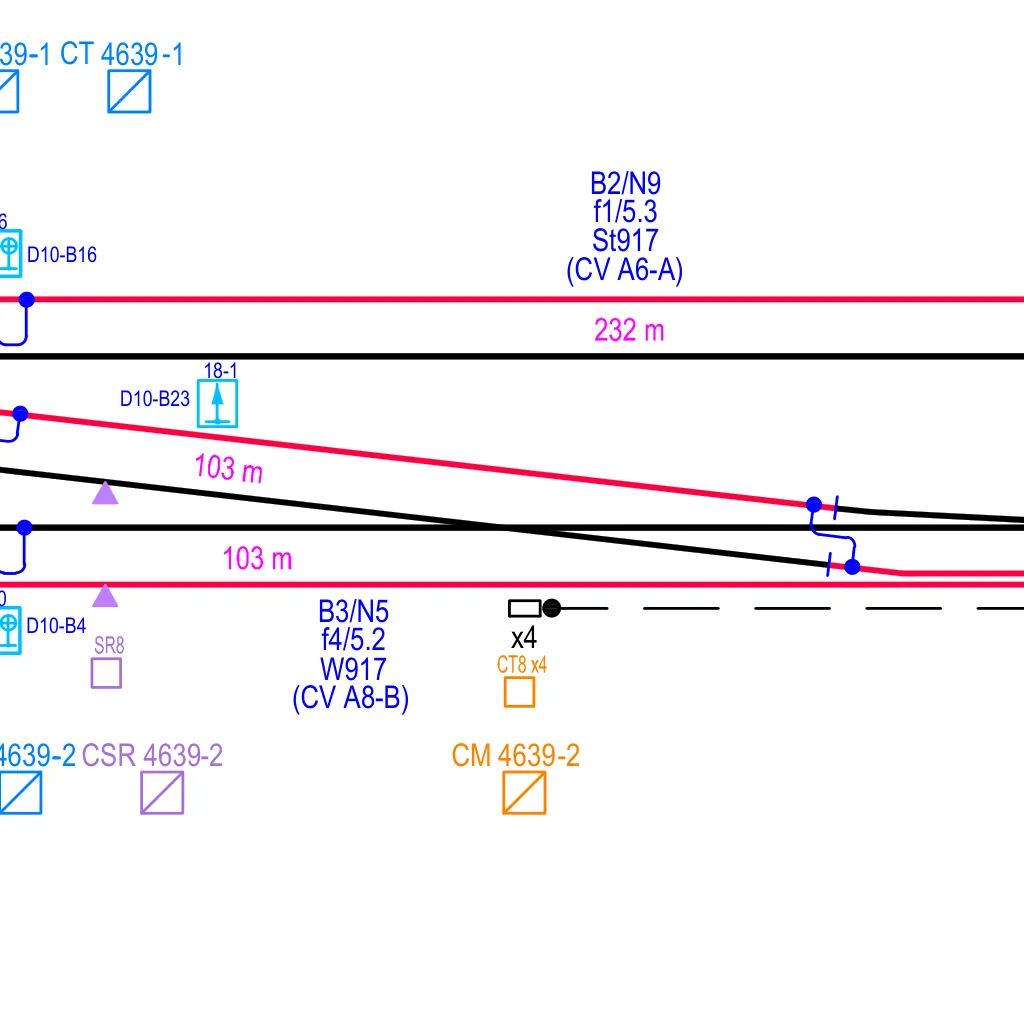 39-1 CT 4639-1
B2/N9
f1/5.3
St917
(CV A6-A)
6
D10-B16
232 m
18-1
D10-B23
103 m
103 m
0
D10-B4
SR8
B3/N5
f4/5.2
W917
(CV A8-B)
x4
CT8 x4
4639-2 CSR 4639-2
CM 4639-2